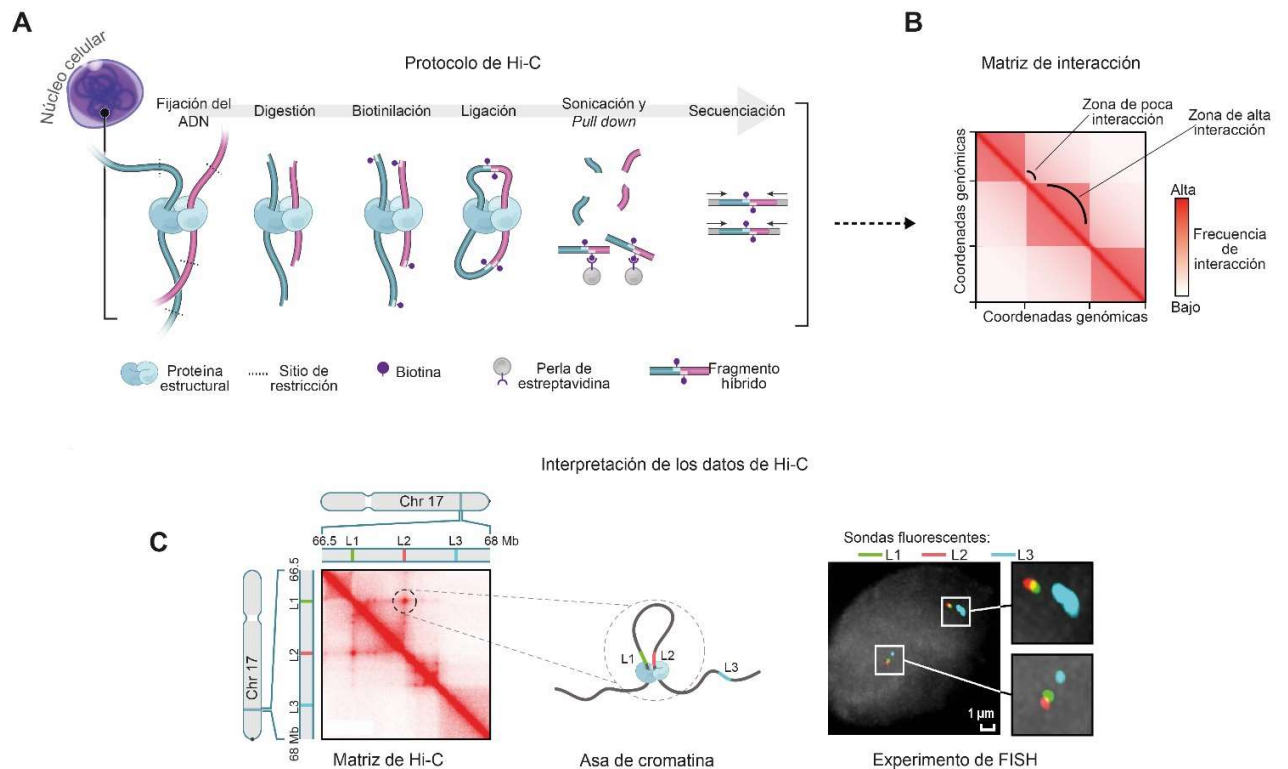 A
Núcleo celular
Protocolo de Hi-C
Fijación del
ADN
Digestión
Biotinilación
Ligación
Sonicación y
Pull down
Secuenciación
Proteína
estructural
Sitio de
restricción
Biotina
Perla de
estreptavidina
Fragmento
híbrido
B
Matriz de interacción
Zona de poca
interacción
Zona de alta
interacción
Coordenadas genómicas
Coordenadas genómicas
Alta
Frecuencia
de
interacción
Bajo
Interpretación de los datos de Hi-C
C
Chr 17
66.5 L1 L2 L3 68 Mb
Chr 17
66.5 L1 L2 L3 68 Mb
Matriz de Hi-C
L1 L2 L3
Asa de cromatina
Sondas fluorescentes:
L1 L2 L3
1 µm
Experimento de FISH